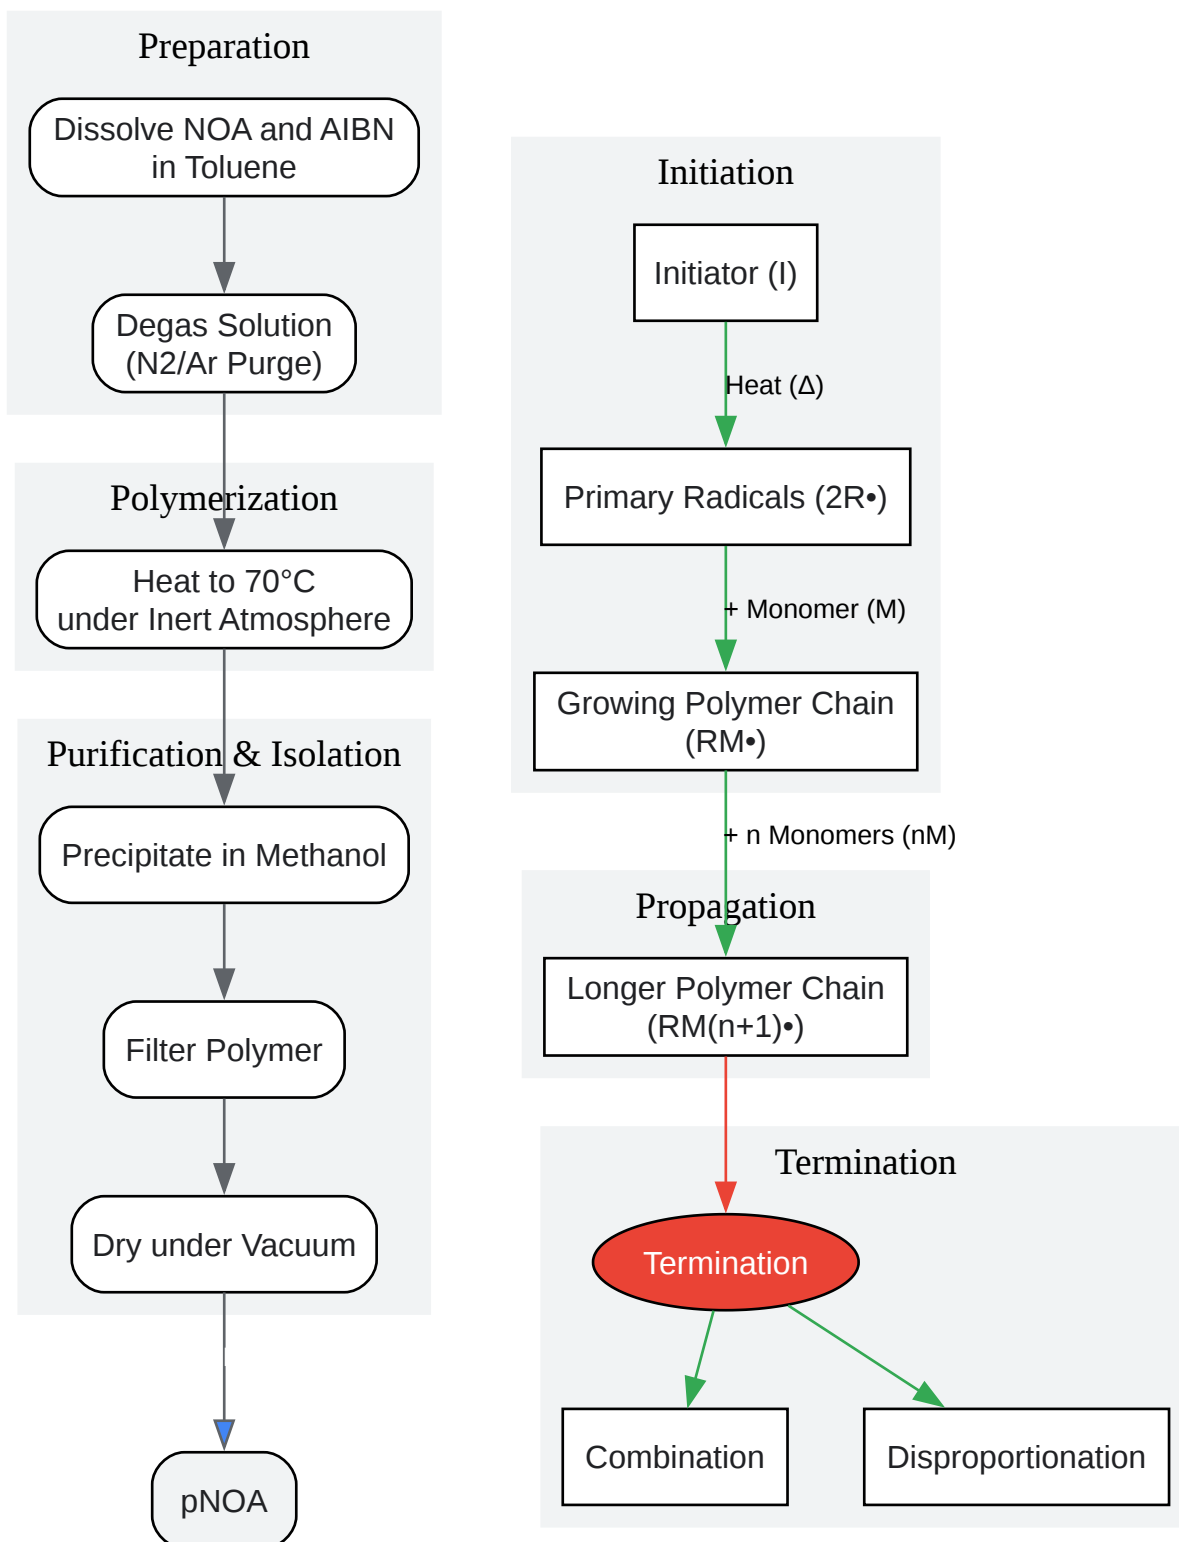 Preparation
Dissolve NOA and AIBN
in Toluene
Degas Solution
(N2/Ar Purge)
Polymerization
Heat to 70°C
under Inert Atmosphere
Purification & Isolation
Precipitate in Methanol
Filter Polymer
Dry under Vacuum
pNOA
Initiation
Initiator (I)
Heat (Δ)
Primary Radicals (2R•)
+ Monomer (M)
Growing Polymer Chain
(RM•)
+ n Monomers (nM)
Propagation
Longer Polymer Chain
(RM(n+1)•)
Termination
Termination
Combination
Disproportionation